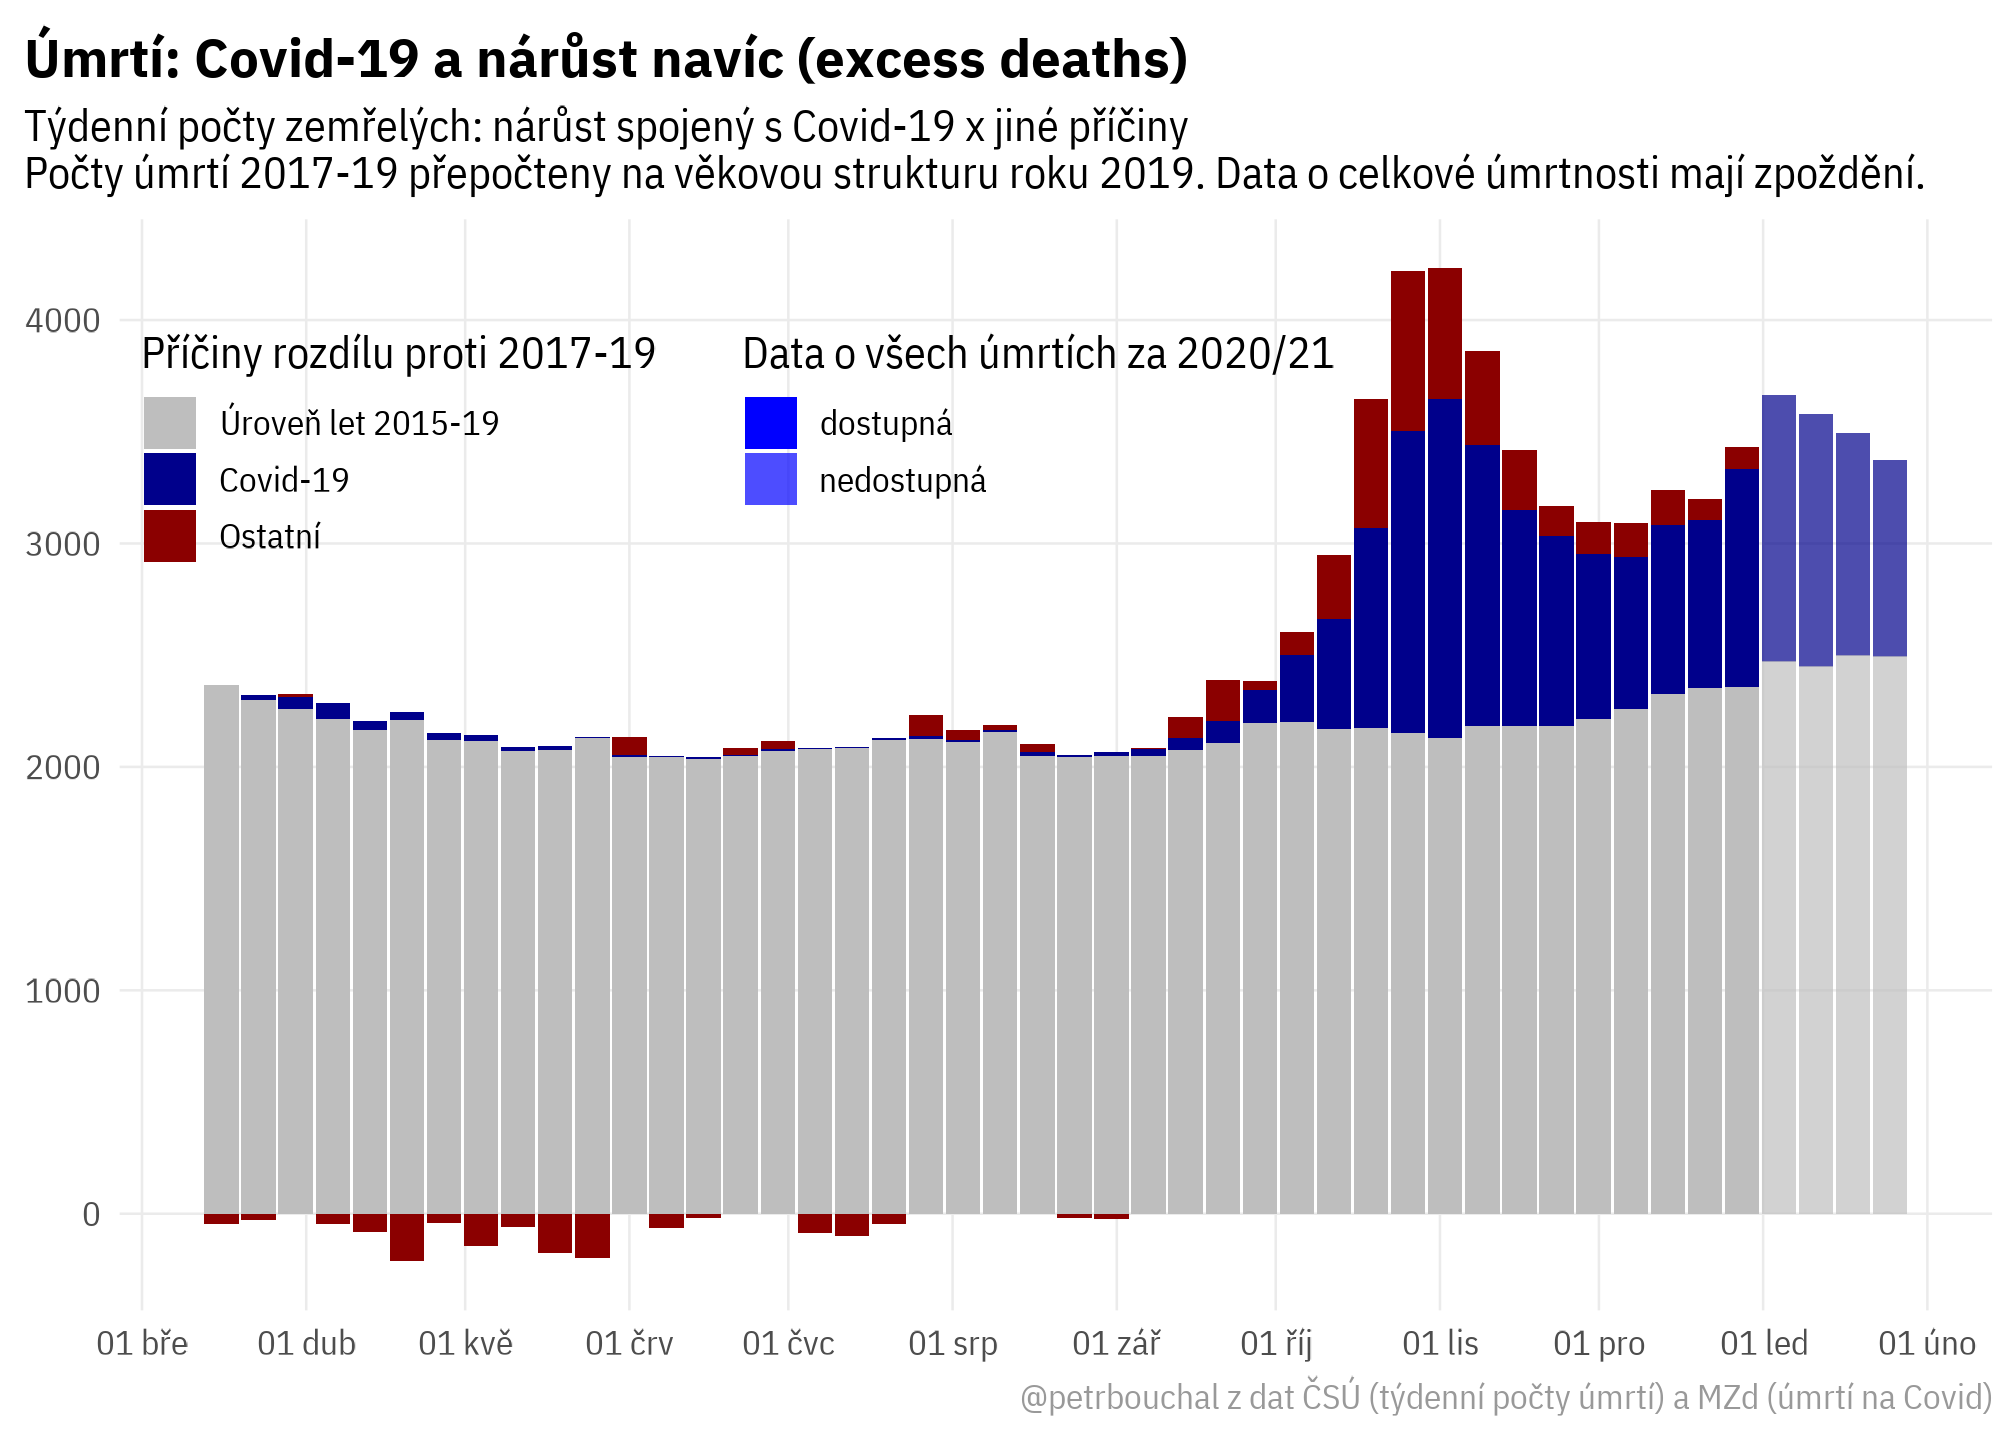 Úmrtí: Covid-19 a nárůst navíc (excess deaths)
Týdenní počty zemřelých: nárůst spojený s Covid-19 x jiné příčiny
Počty úmrtí 2017-19 přepočteny na věkovou strukturu roku 2019. Data o celkové úmrtnosti mají zpoždění.
4000
3000
2000
1000
0
Příčiny rozdílu proti 2017-19
Úroveň let 2015-19
Covid-19
Ostatní
Data o všech úmrtích za 2020/21
dostupná
nedostupná
01 bře 01 dub 01 kvě 01 črv 01 čvc 01 srp 01 zář 01 říj 01 lis 01 pro 01 led 01 úno
@petrbouchal z dat ČSÚ (týdenní počty úmrtí) a MZd (úmrtí na Covid)